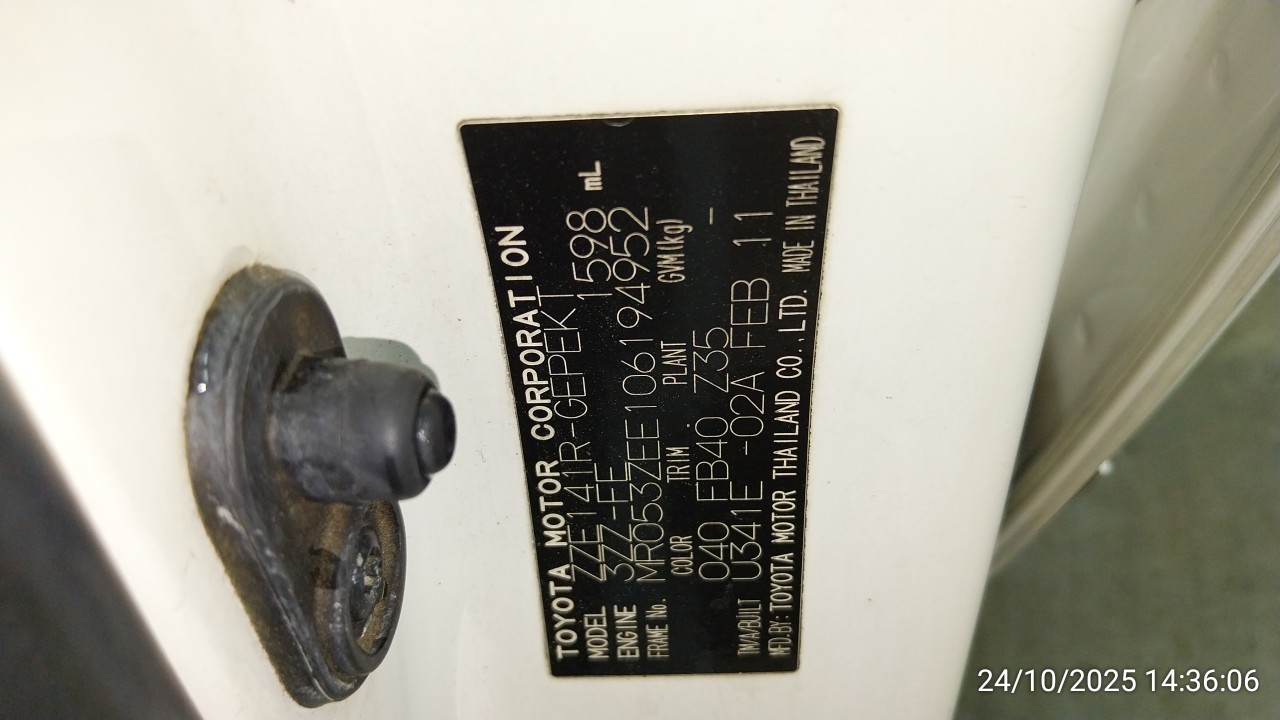 TOYOTA MOTOR CORPORATION
MODEL ZZE141R-GEPEKT
ENGINE 3ZZ-FE 1598 mL
FRAME No. MR053ZEE106194952
COLOR TRIM PLANT GVM(kg)
040 FB40 Z35 -
TM/A/BUILT U341E -02A FEB 11
MFD.BY: TOYOTA MOTOR THAILAND CO.,LTD. MADE IN THAILAND
24/10/2025 14:36:06